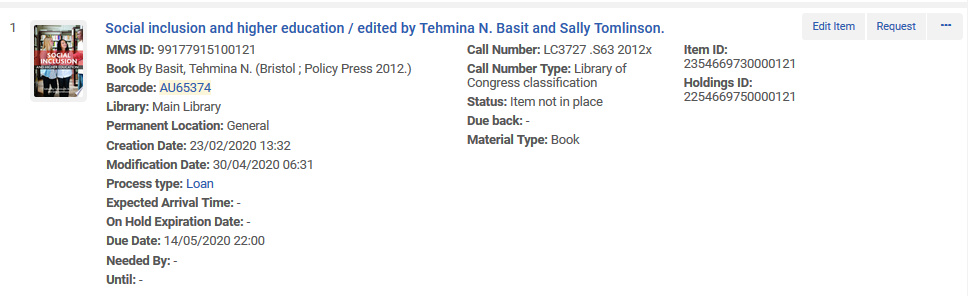 1
Social inclusion and higher education / edited by Tehmina N. Basit and Sally Tomlinson.
Edit Item
Request
...
SOCIAL
INCLUSION
AND HIGHER EDUCATION
MMS ID: 99177915100121
Book By Basit, Tehmina N. (Bristol ; Policy Press 2012.)
Barcode: AU65374
Library: Main Library
Permanent Location: General
Creation Date: 23/02/2020 13:32
Modification Date: 30/04/2020 06:31
Process type: Loan
Expected Arrival Time: -
On Hold Expiration Date: -
Due Date: 14/05/2020 22:00
Needed By: -
Until: -
Call Number: LC3727 .S63 2012x
Call Number Type: Library of
Congress classification
Status: Item not in place
Due back: -
Material Type: Book
Item ID:
2354669730000121
Holdings ID:
2254669750000121